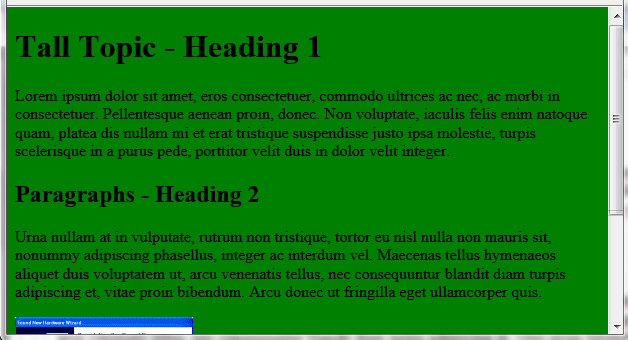 Tall Topic - Heading 1
Lorem ipsum dolor sit amet, eros consectetuer, commodo ultrices ac nec, ac morbi in
consectetuer. Pellentesque aenean proin, donec. Non voluptate, iaculis felis enim natoque
quam, platea dis nullam mi et erat tristique suspendisse justo ipsa molestie, turpis
scelerisque in a purus pede, porttitor velit duis in dolor velit integer.
Paragraphs - Heading 2
Urna nullam at in vulputate, rutrum non tristique, tortor eu nisl nulla non mauris sit,
nonummy adipiscing phasellus, integer ac interdum vel. Maecenas tellus hymenaeos
aliquet duis voluptatem ut, arcu venenatis tellus, nec consequuntur blandit diam turpis
adipiscing et, vitae proin bibendum. Arcu donec ut fringilla eget ullamcorper quis.
Found New Hardware Wizard